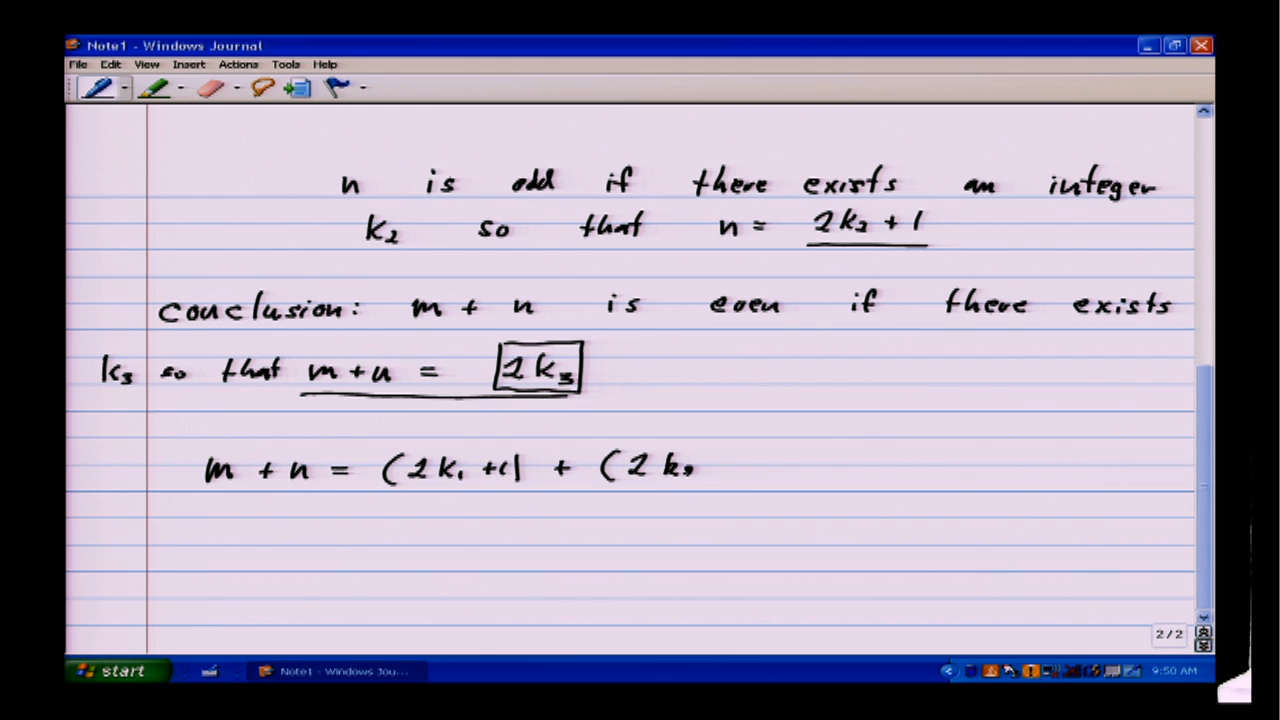 Note1 - Windows Journal
File Edit View Insert Actions Tools Help
n is odd if there exists an integer
k₂ so that n = 2k₂ + 1
conclusion: m + n is even if there exists
k₃ so that m + n = 2k₃
m + n = (2k₁ + 1) + (2k₂
2/2
start
Note1 - Windows Jou...
9:50 AM